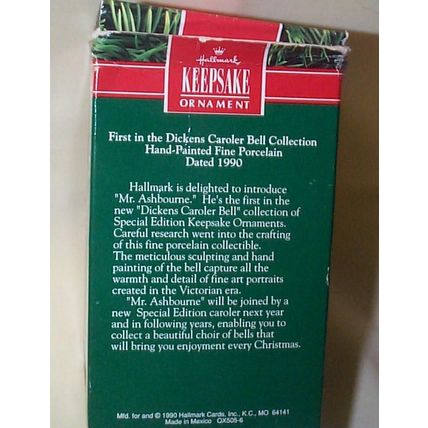 Hallmark
KEEPSAKE
ORNAMENT
First in the Dickens Caroler Bell Collection
Hand-Painted Fine Porcelain
Dated 1990
Hallmark is delighted to introduce
"Mr. Ashbourne." He's the first in the
new "Dickens Caroler Bell" collection of
Special Edition Keepsake Ornaments.
Careful research went into the crafting
of this fine porcelain collectible.
The meticulous sculpting and hand
painting of the bell capture all the
warmth and detail of fine art portraits
created in the Victorian era.
"Mr. Ashbourne" will be joined by a
new Special Edition caroler next year
and in following years, enabling you to
collect a beautiful choir of bells that
will bring you enjoyment every Christmas.
Mfd. for and © 1990 Hallmark Cards, Inc., K.C., MO 64141
Made in Mexico QX505-6